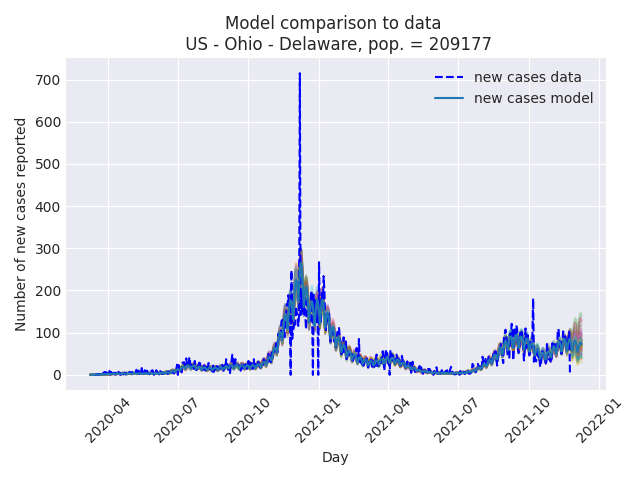 Model comparison to data
US - Ohio - Delaware, pop. = 209177
new cases data
new cases model
Number of new cases reported
700
600
500
400
300
200
100
0
2020-04
2020-07
2020-10
2021-01
2021-04
2021-07
2021-10
2022-01
Day